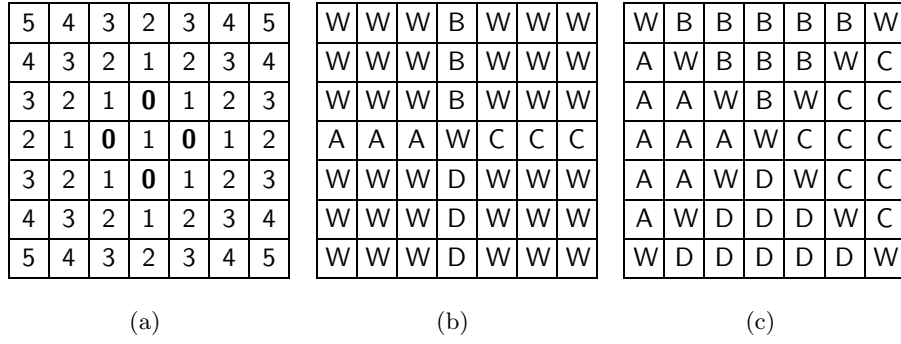 5 4 3 2 3 4 5 W W W B W W W W B B B B B W
4 3 2 1 2 3 4 W W W B W W W A W B B B W C
3 2 1 0 1 2 3 W W W B W W W A A W B W C C
2 1 0 1 0 1 2 A A A W C C C A A A W C C C
3 2 1 0 1 2 3 W W W D W W W A A W D W C C
4 3 2 1 2 3 4 W W W D W W W A W D D D W C
5 4 3 2 3 4 5 W W W D W W W W D D D D D W
(a) (b) (c)